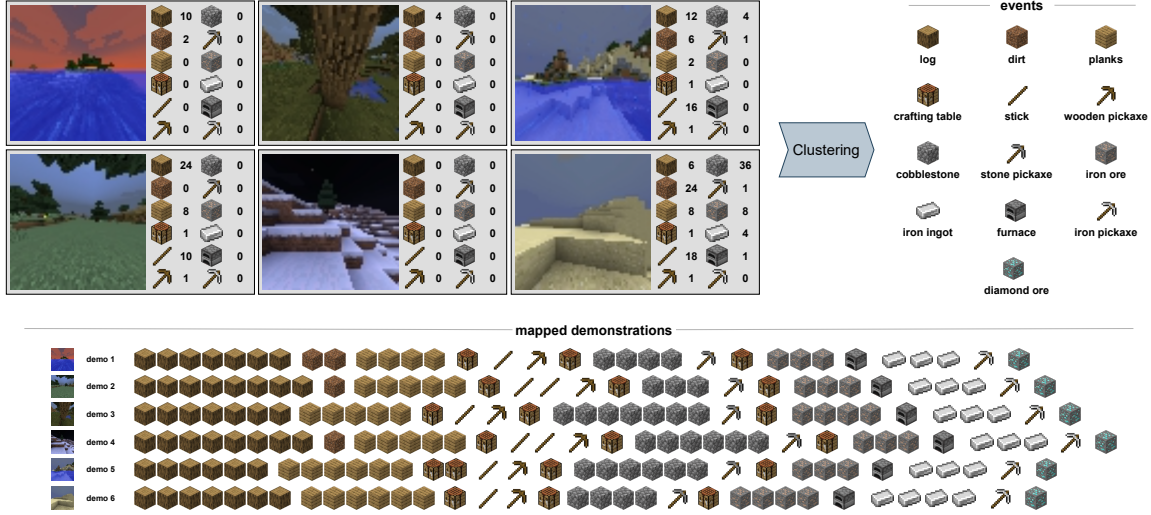 10 0
2 0
0 0
0 0
0 0
0 0
4 0
0 0
0 0
0 0
0 0
0 0
12 4
6 1
2 0
1 0
16 0
1 0
24 0
0 0
8 0
1 0
10 0
1 0
0 0
0 0
0 0
0 0
0 0
0 0
6 36
24 1
8 8
1 4
18 1
1 0
Clustering
events
log dirt planks
crafting table stick wooden pickaxe
cobblestone stone pickaxe iron ore
iron ingot furnace iron pickaxe
diamond ore
mapped demonstrations
demo 1
demo 2
demo 3
demo 4
demo 5
demo 6